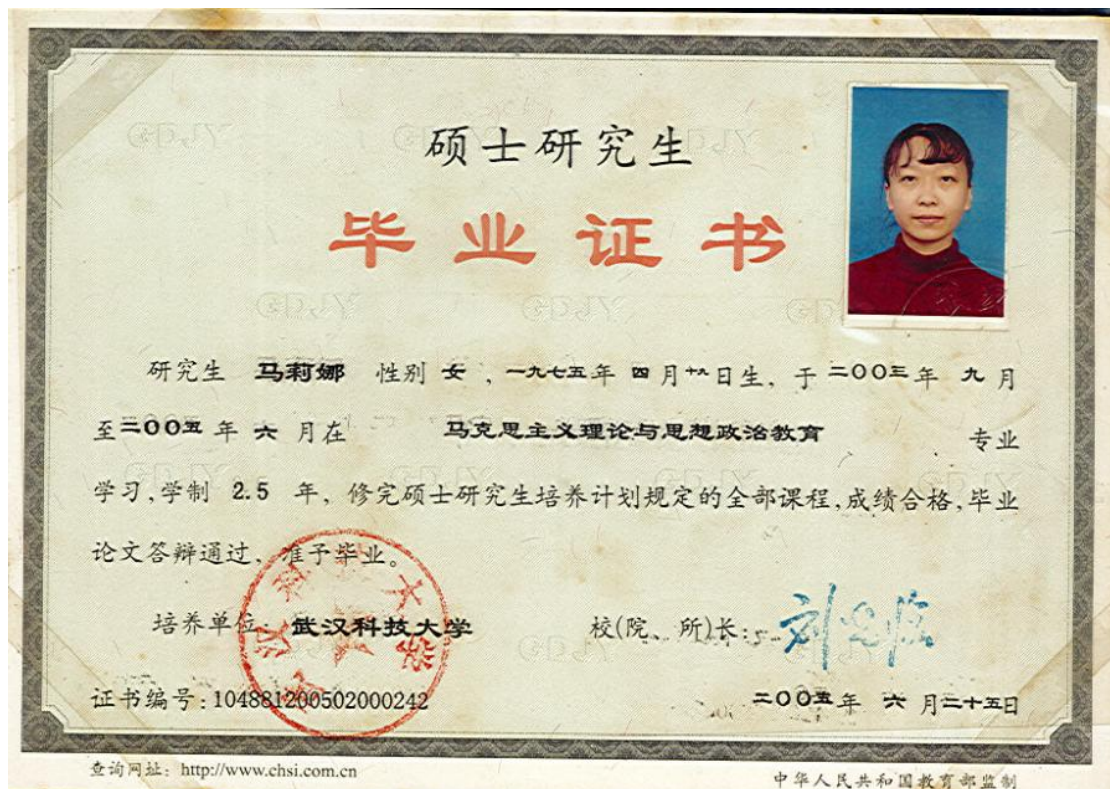 硕士研究生
毕业证书
研究生 马莉娜 性别 女 , 一九七五年 四 月十九日生, 于 二〇〇三年 九 月
至二〇〇五 年 六 月在 马克思主义理论与思想政治教育 专业
学习,学制 2.5 年, 修完硕士研究生培养计划规定的全部课程,成绩合格,毕业
论文答辩通过, 准予毕业。
培养单位: 武汉科技大学
校(院、所)长:
证书编号:104881200502000242
二〇〇五年 六 月二十五日
查询网址: http://www.chsi.com.cn
中华人民共和国教育部监制